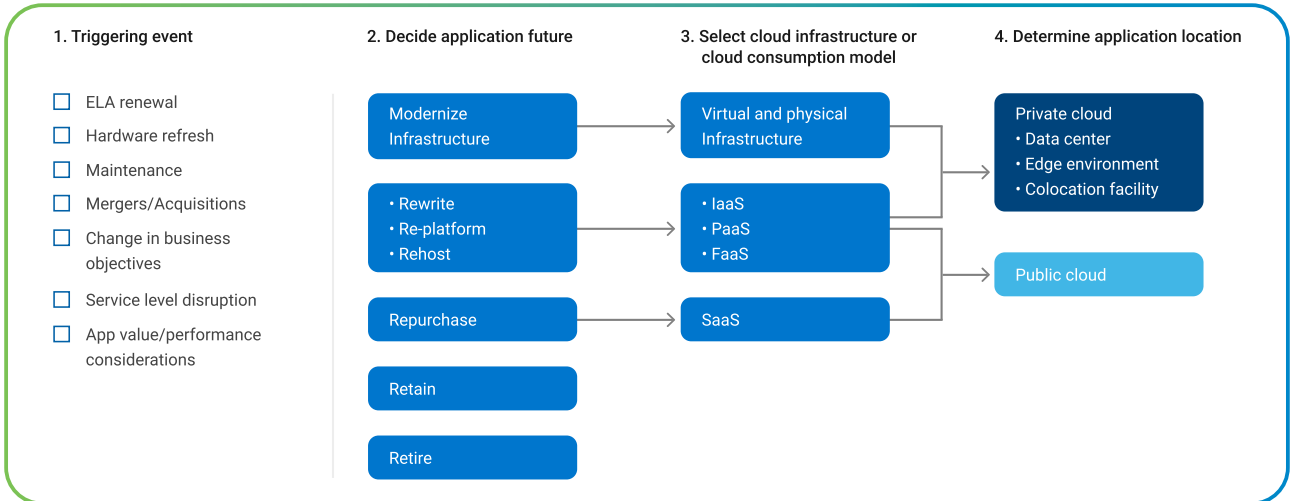 1. Triggering event
ELA renewal
Hardware refresh
Maintenance
Mergers/Acquisitions
Change in business
objectives
Service level disruption
App value/performance
considerations
2. Decide application future
Modernize
Infrastructure
• Rewrite
• Re-platform
• Rehost
Repurchase
Retain
Retire
3. Select cloud infrastructure or
cloud consumption model
Virtual and physical
Infrastructure
• IaaS
• PaaS
• FaaS
SaaS
4. Determine application location
Private cloud
• Data center
• Edge environment
• Colocation facility
Public cloud